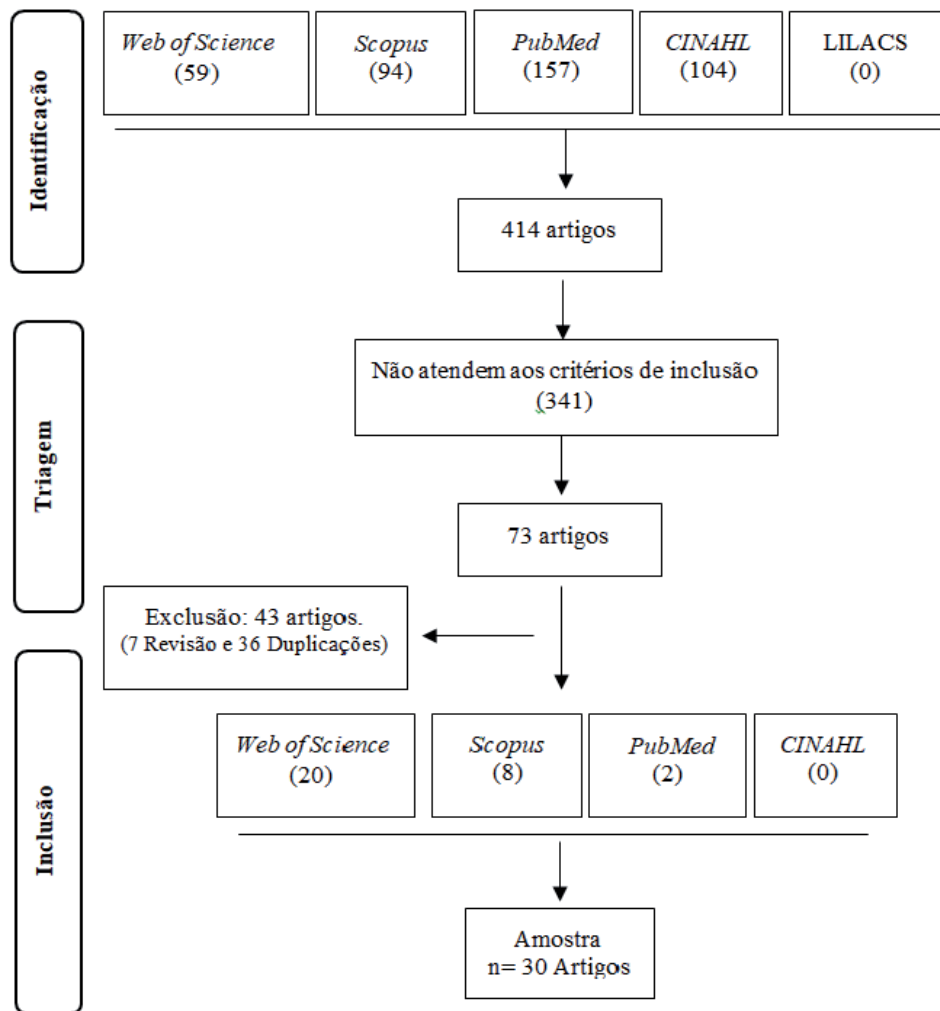 Identificação
Web of Science
(59)
Scopus
(94)
PubMed
(157)
CINAHL
(104)
LILACS
(0)
414 artigos
Triagem
Não atendem aos critérios de inclusão
(341)
73 artigos
Exclusão: 43 artigos.
(7 Revisão e 36 Duplicações)
Inclusão
Web of Science
(20)
Scopus
(8)
PubMed
(2)
CINAHL
(0)
Amostra
n= 30 Artigos